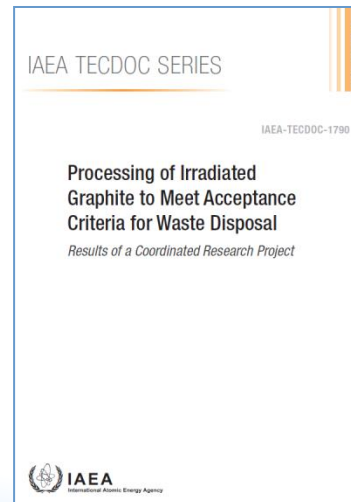 IAEA TECDOC SERIES
IAEA-TECDOC-1790
Processing of Irradiated
Graphite to Meet Acceptance
Criteria for Waste Disposal
Results of a Coordinated Research Project
IAEA
International Atomic Energy Agency